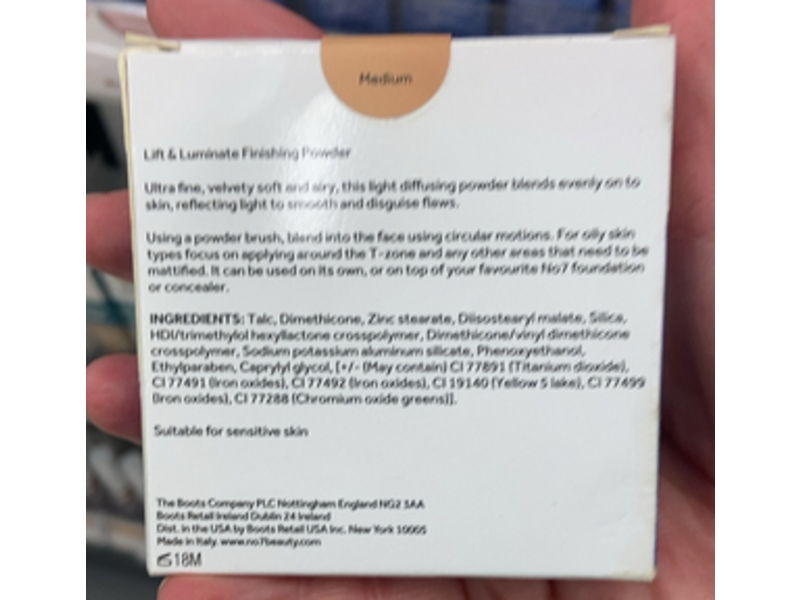 Medium
Lift & Luminate Finishing Powder
Ultra fine, velvety soft and airy, this light diffusing powder blends evenly on to
skin, reflecting light to smooth and disguise flaws.
Using a powder brush, blend into the face using circular motions. For oily skin
types focus on applying around the T-zone and any other areas that need to be
mattified. It can be used on its own, or on top of your favourite No7 foundation
or concealer.
INGREDIENTS: Talc, Dimethicone, Zinc stearate, Diisostearyl malate, Silica,
HDI/trimethylol hexyllactone crosspolymer, Dimethicone/vinyl dimethicone
crosspolymer, Sodium potassium aluminum silicate, Phenoxyethanol,
Ethylparaben, Caprylyl glycol, [+/- (May contain) CI 77891 (Titanium dioxide),
CI 77491 (Iron oxides), CI 77492 (Iron oxides), CI 19140 (Yellow 5 lake), CI 77499
(Iron oxides), CI 77288 (Chromium oxide greens)].
Suitable for sensitive skin
The Boots Company PLC Nottingham England NG2 3AA
Boots Retail Ireland Dublin 24 Ireland
Dist. in the USA by Boots Retail USA Inc. New York 10005
Made in Italy. www.no7beauty.com
18M